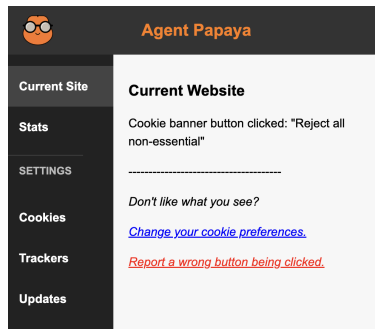 Agent Papaya
Current Site
Stats
SETTINGS
Cookies
Trackers
Updates
Current Website
Cookie banner button clicked: "Reject all
non-essential"
--------------------------------------
Don't like what you see?
Change your cookie preferences.
Report a wrong button being clicked.